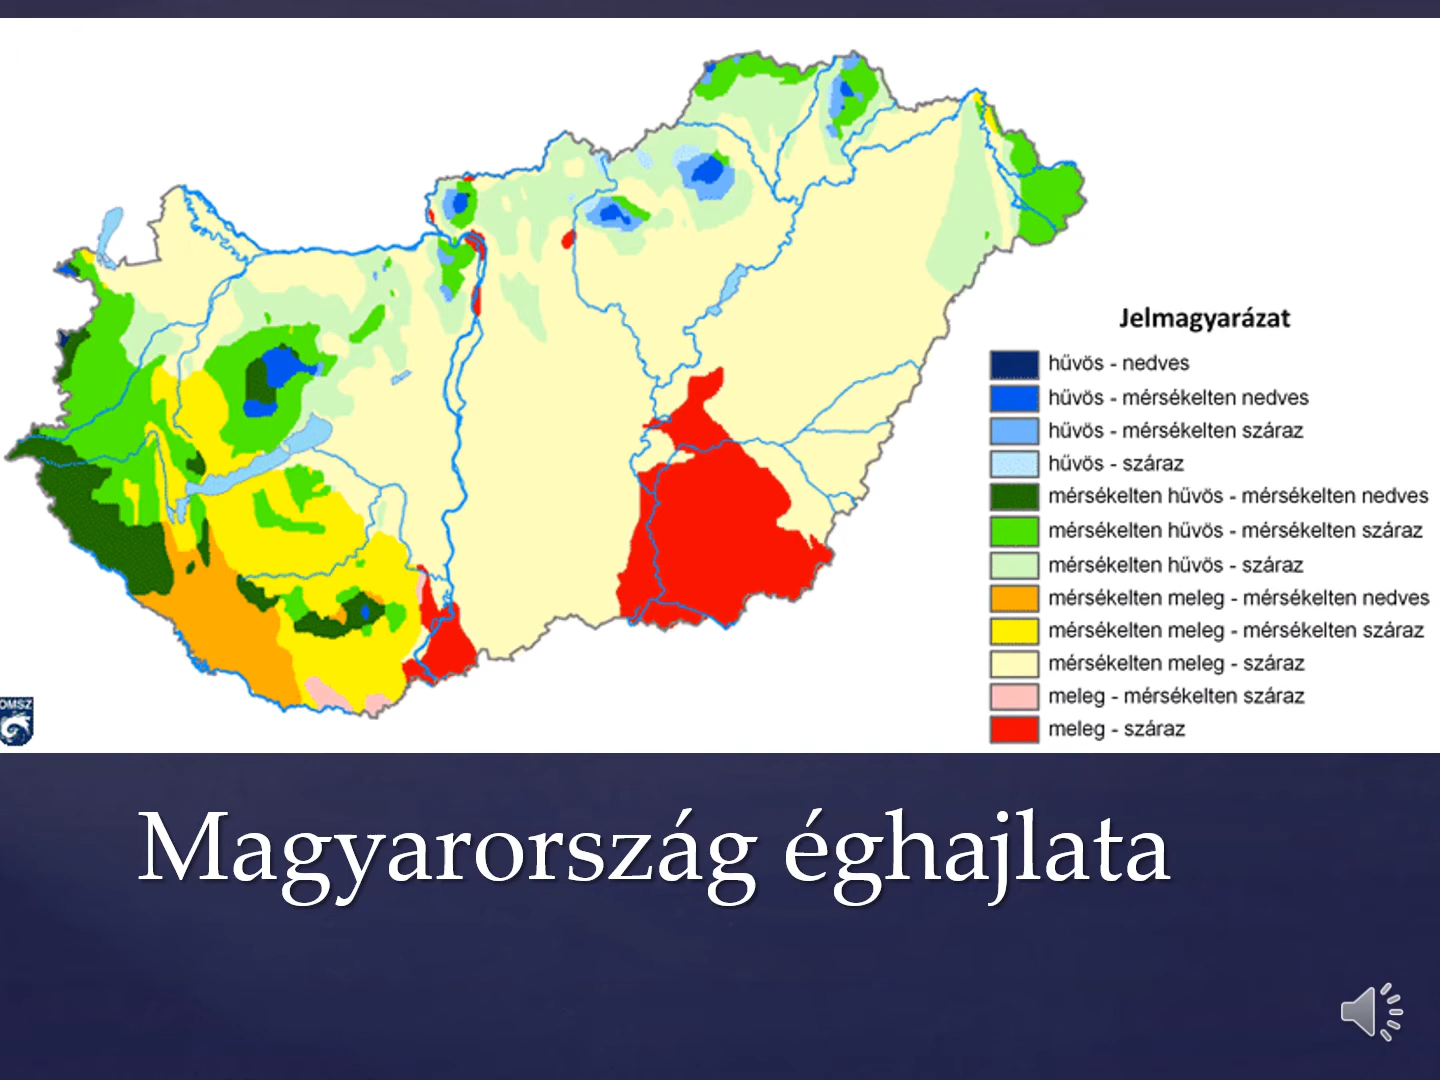 Jelmagyarázat
hűvös - nedves
hűvös - mérsékelten nedves
hűvös - mérsékelten száraz
hűvös - száraz
mérsékelten hűvös - mérsékelten nedves
mérsékelten hűvös - mérsékelten száraz
mérsékelten hűvös - száraz
mérsékelten meleg - mérsékelten nedves
mérsékelten meleg - mérsékelten száraz
mérsékelten meleg - száraz
meleg - mérsékelten száraz
meleg - száraz
OMSZ
Magyarország éghajlata